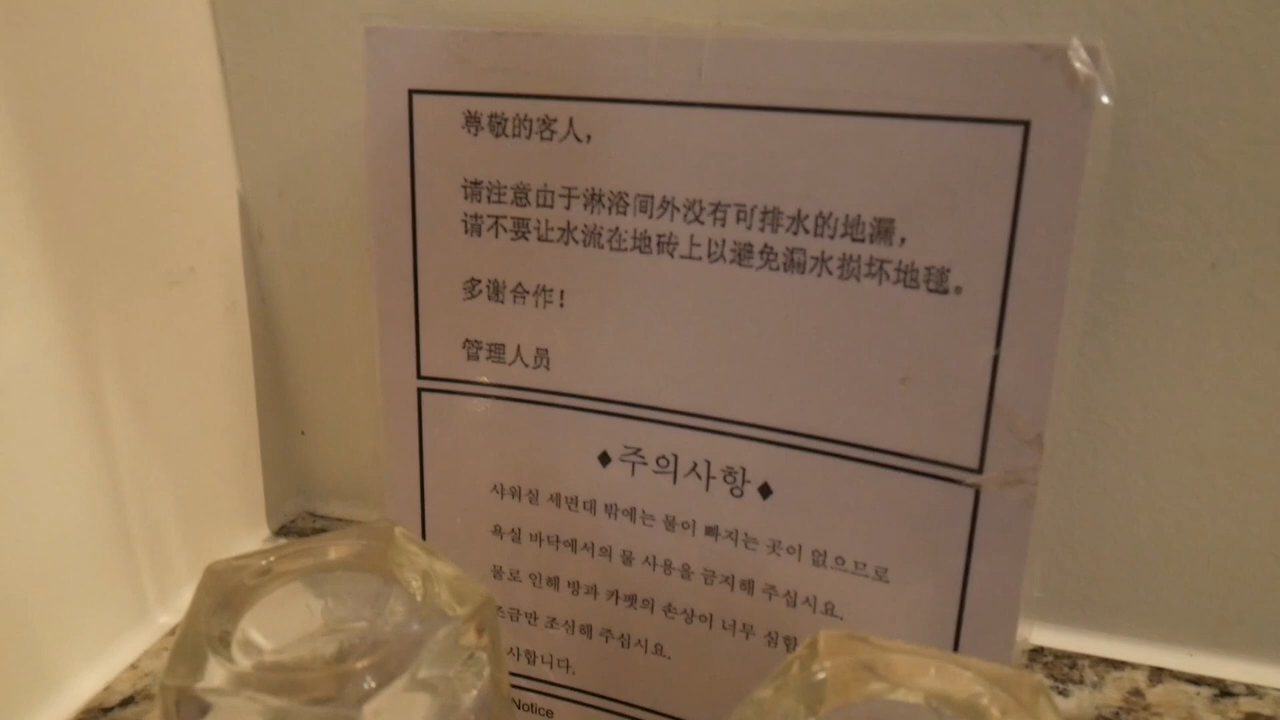 尊敬的客人，
请注意由于淋浴间外没有可排水的地漏，
请不要让水流在地砖上以避免漏水损坏地毯。
多谢合作！
管理人员
♦주의사항♦
샤워실 세면대 밖에는 물이 빠지는 곳이 없으므로
욕실 바닥에서의 물 사용을 금지해 주십시요.
물로 인해 방과 카펫의 손상이 너무 심합
조금만 조심해 주십시요.
사합니다.
Notice